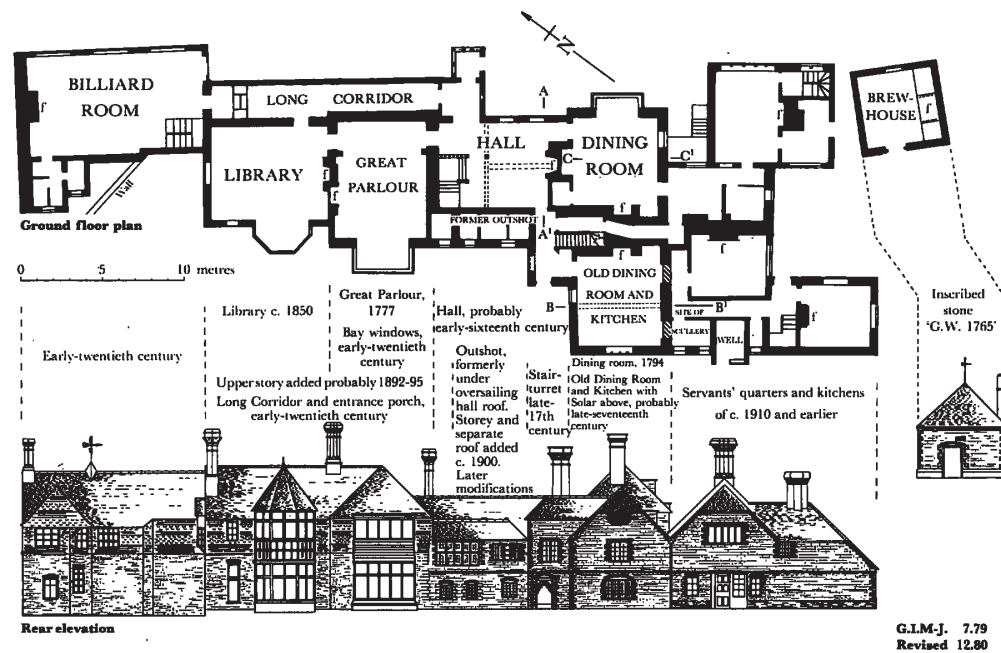 N
BILLIARD
ROOM
f
LONG CORRIDOR
LIBRARY
f
GREAT
PARLOUR
f
HALL
A
DINING
ROOM
C
C¹
f
f
f
BREW-
HOUSE
f
Wall
FORMER OUTSHOT
A¹
Ground floor plan
0 5 10 metres
f
OLD DINING
ROOM AND
KITCHEN
B
B¹
SITE OF
SCULLERY
WELL
f
f
Early-twentieth century
Library c. 1850
Great Parlour,
1777
Bay windows,
early-twentieth
century
Upper story added probably 1892-95
Long Corridor and entrance porch,
early-twentieth century
Hall, probably
early-sixteenth century
Outshot,
formerly
under
oversailing
hall roof.
Storey and
separate
roof added
c. 1900.
Later
modifications
Stair-
turret
late-
17th
century
Dining room, 1794
Old Dining Room
and Kitchen with
Solar above, probably
late-seventeenth
century
Servants' quarters and kitchens
of c. 1910 and earlier
Inscribed
stone
'G.W. 1765'
Rear elevation
G.I.M-J. 7.79
Revised 12.80